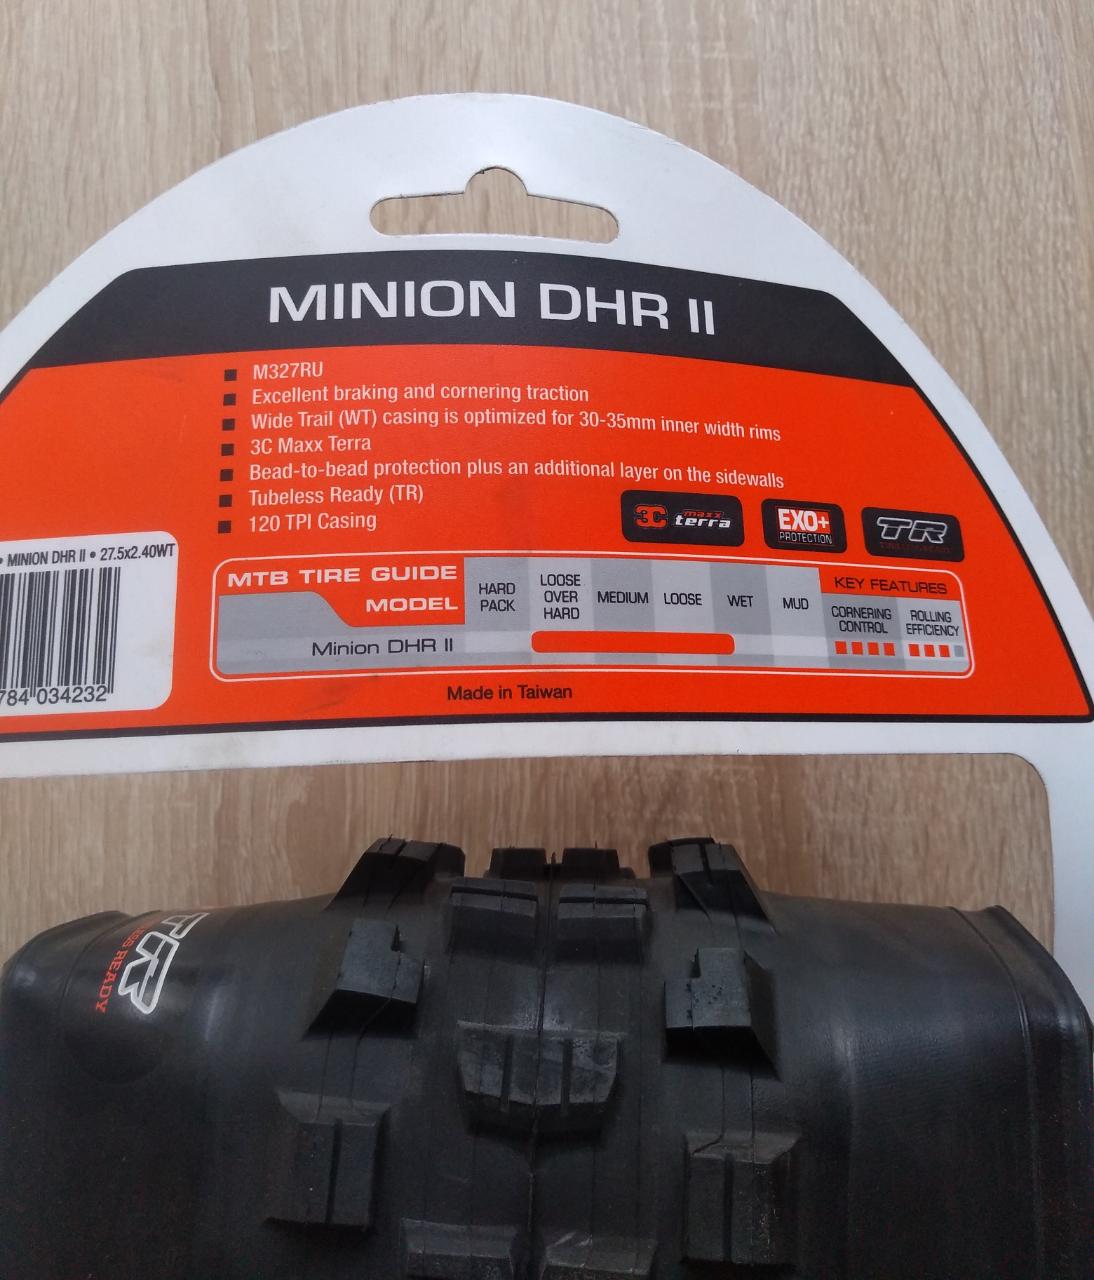 MINION DHR II
M327RU
Excellent braking and cornering traction
Wide Trail (WT) casing is optimized for 30-35mm inner width rims
3C Maxx Terra
Bead-to-bead protection plus an additional layer on the sidewalls
Tubeless Ready (TR)
120 TPI Casing
3C maxx terra
EXO+ PROTECTION
TR
• MINION DHR II • 27.5x2.40WT
784 034232
MTB TIRE GUIDE
MODEL
HARD PACK
LOOSE OVER HARD
MEDIUM
LOOSE
WET
MUD
KEY FEATURES
CORNERING CONTROL
ROLLING EFFICIENCY
Minion DHR II
Made in Taiwan
TR
READY